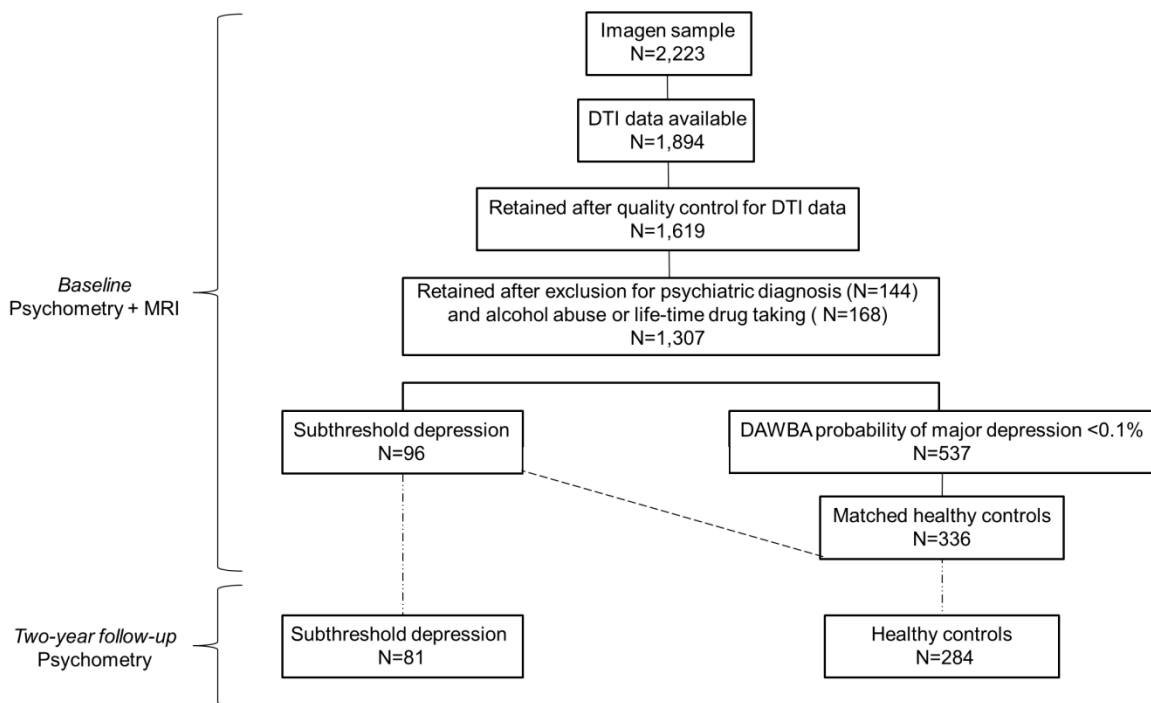 Imagen sample
N=2,223
DTI data available
N=1,894
Retained after quality control for DTI data
N=1,619
Baseline
Psychometry + MRI
Retained after exclusion for psychiatric diagnosis (N=144)
and alcohol abuse or life-time drug taking ( N=168)
N=1,307
Subthreshold depression
N=96
DAWBA probability of major depression <0.1%
N=537
Matched healthy controls
N=336
Two-year follow-up
Psychometry
Subthreshold depression
N=81
Healthy controls
N=284